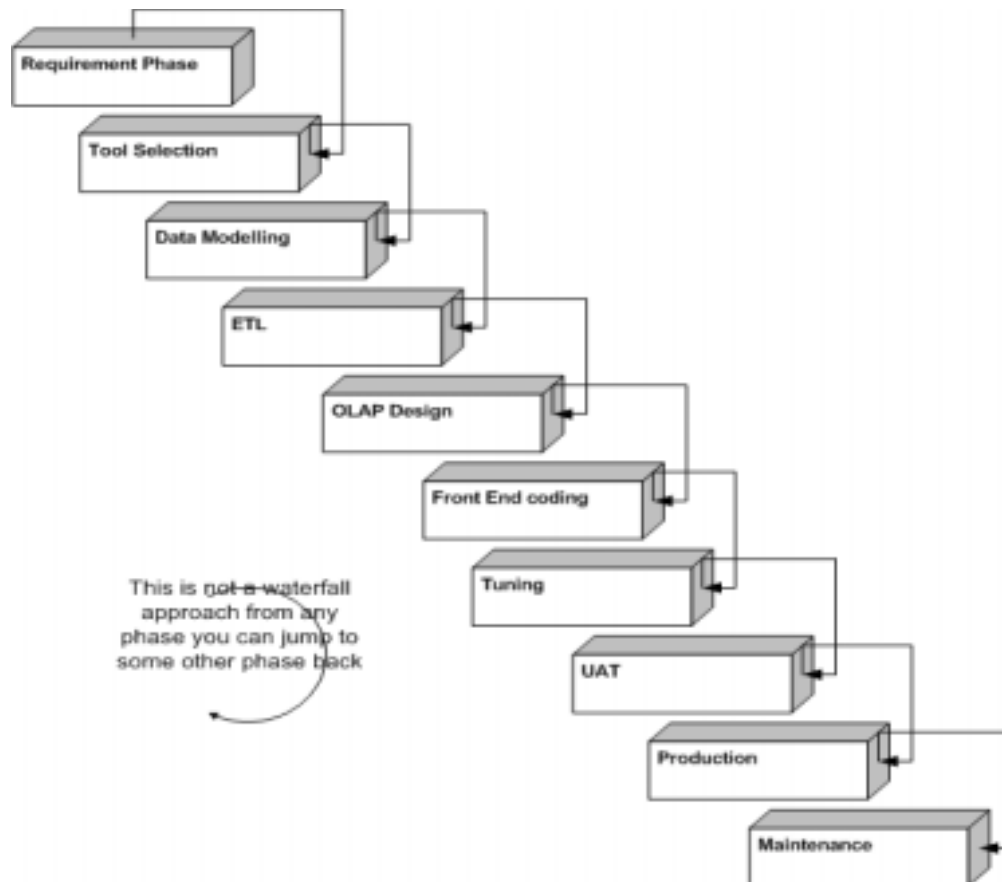 Requirement Phase
Tool Selection
Data Modelling
ETL
OLAP Design
Front End coding
Tuning
This is not a waterfall
approach from any
phase you can jump to
some other phase back
UAT
Production
Maintenance